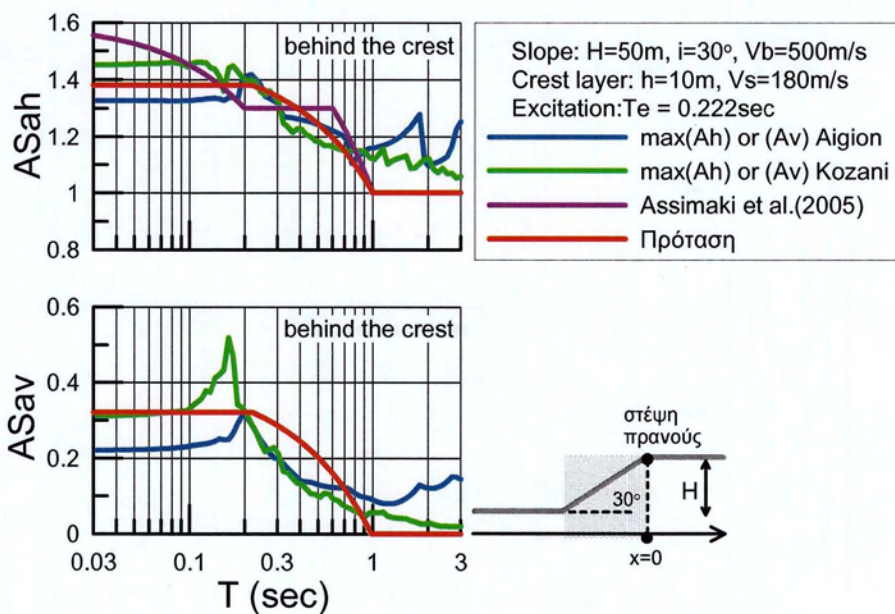 1.6
1.4
1.2
1
0.8
ASah
behind the crest
Slope: H=50m, i=30°, Vb=500m/s
Crest layer: h=10m, Vs=180m/s
Excitation:Te = 0.222sec
max(Ah) or (Av) Aigion
max(Ah) or (Av) Kozani
Assimaki et al.(2005)
Πρόταση
0.6
0.4
0.2
0
ASav
behind the crest
0.03
0.1
0.3
1
3
T (sec)
στέψη
πρανούς
30°
H
x=0